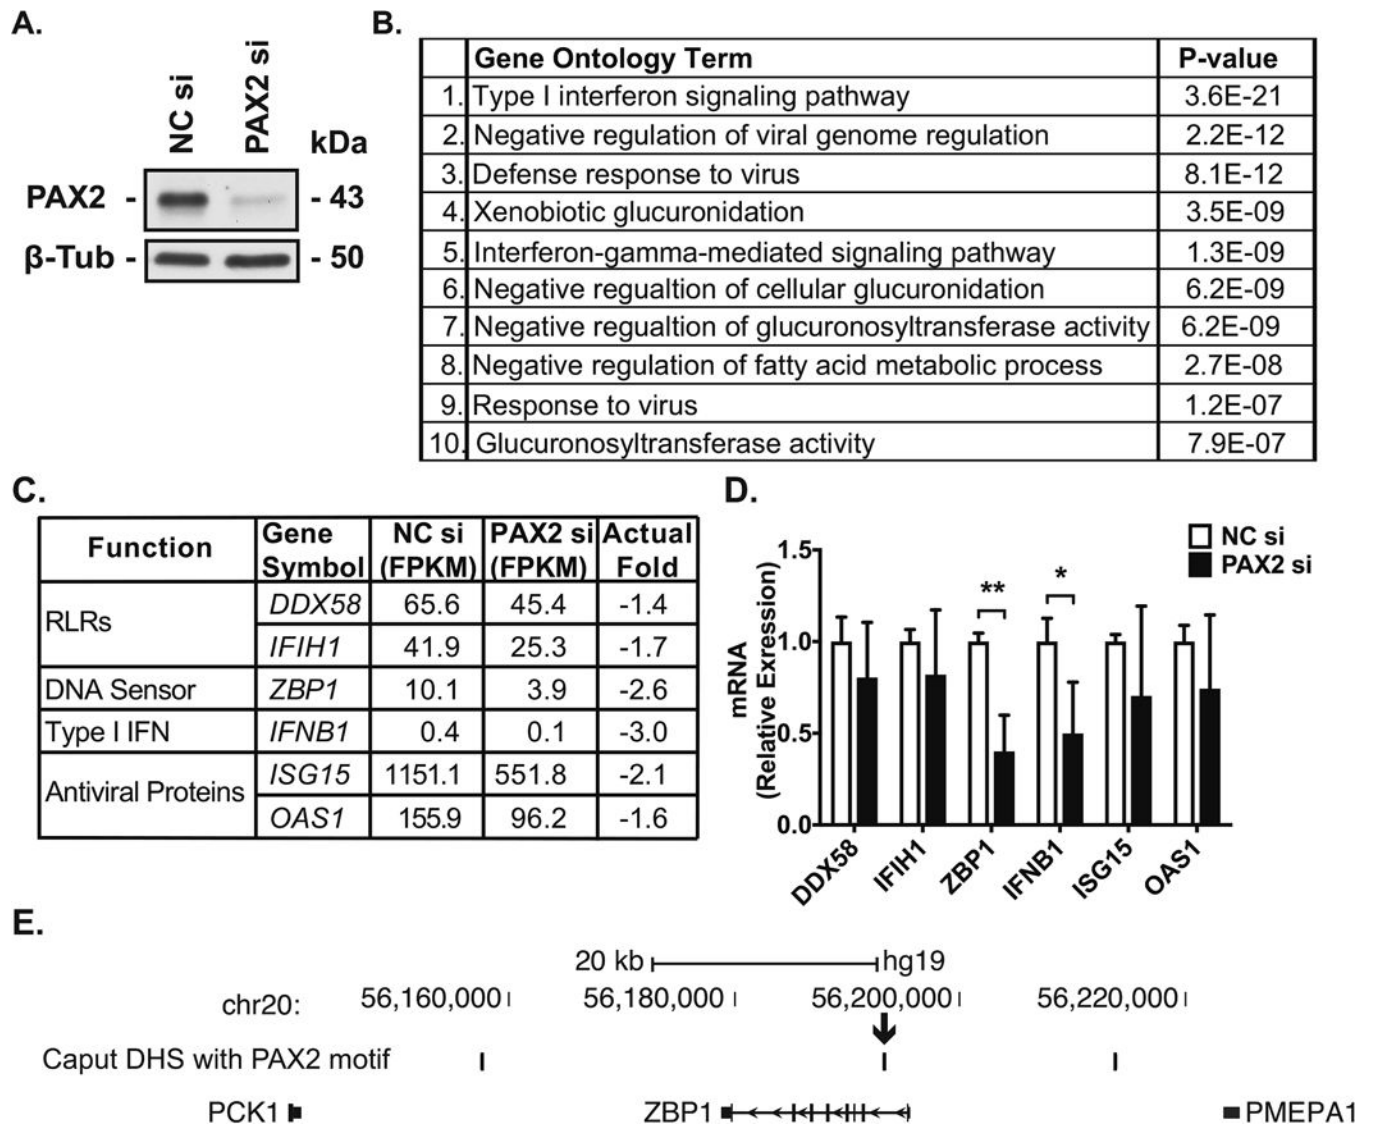 A.
NC si
PAX2 si
kDa
PAX2 - - 43
β-Tub - - 50
B.
Gene Ontology Term P-value
1. Type I interferon signaling pathway 3.6E-21
2. Negative regulation of viral genome regulation 2.2E-12
3. Defense response to virus 8.1E-12
4. Xenobiotic glucuronidation 3.5E-09
5. Interferon-gamma-mediated signaling pathway 1.3E-09
6. Negative regualtion of cellular glucuronidation 6.2E-09
7. Negative regualtion of glucuronosyltransferase activity 6.2E-09
8. Negative regulation of fatty acid metabolic process 2.7E-08
9. Response to virus 1.2E-07
10. Glucuronosyltransferase activity 7.9E-07
C.
Function Gene Symbol NC si (FPKM) PAX2 si (FPKM) Actual Fold
RLRs DDX58 65.6 45.4 -1.4
IFIH1 41.9 25.3 -1.7
DNA Sensor ZBP1 10.1 3.9 -2.6
Type I IFN IFNB1 0.4 0.1 -3.0
Antiviral Proteins ISG15 1151.1 551.8 -2.1
OAS1 155.9 96.2 -1.6
D.
NC si
PAX2 si
mRNA
(Relative Exression)
1.5
1.0
0.5
0.0
** *
DDX58 IFIH1 ZBP1 IFNB1 ISG15 OAS1
E.
20 kb hg19
chr20: 56,160,000 56,180,000 56,200,000 56,220,000
Caput DHS with PAX2 motif
PCK1 ZBP1 PMEPA1